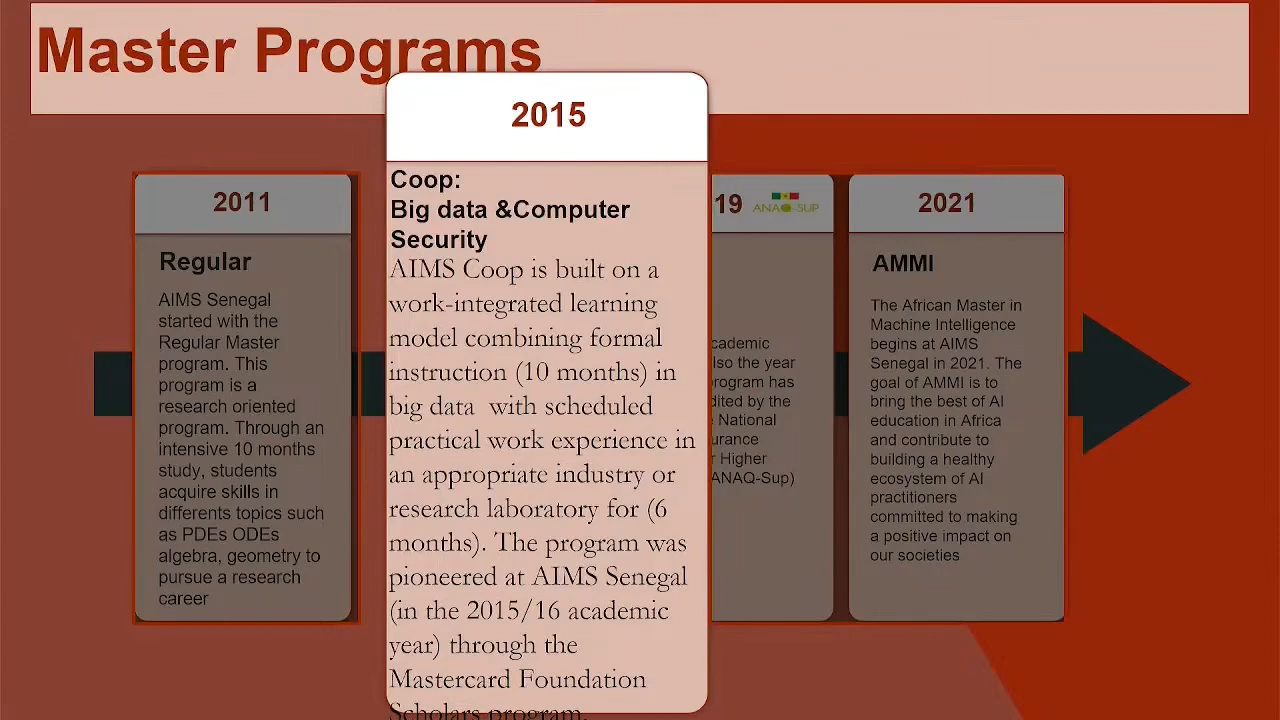 Master Programs
2011
Regular
AIMS Senegal
started with the
Regular Master
program. This
program is a
research oriented
program. Through an
intensive 10 months
study, students
acquire skills in
differents topics such
as PDEs ODEs
algebra, geometry to
pursue a research
career
2015
Coop:
Big data &Computer
Security
AIMS Coop is built on a
work-integrated learning
model combining formal
instruction (10 months) in
big data with scheduled
practical work experience in
an appropriate industry or
research laboratory for (6
months). The program was
pioneered at AIMS Senegal
(in the 2015/16 academic
year) through the
Mastercard Foundation
Scholars program.
19
ANAQ-SUP
the year
program has
by the
National
Higher
ANAQ-Sup)
2021
AMMI
The African Master in
Machine Intelligence
begins at AIMS
Senegal in 2021. The
goal of AMMI is to
bring the best of AI
education in Africa
and contribute to
building a healthy
ecosystem of AI
practitioners
committed to making
a positive impact on
our societies